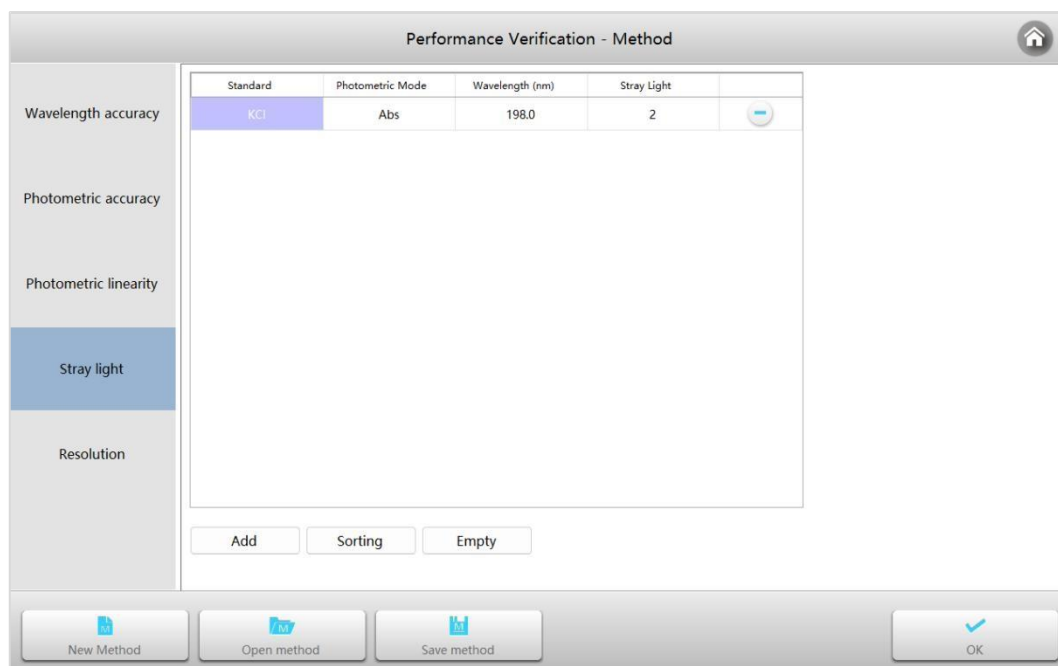 Performance Verification - Method
Wavelength accuracy
Photometric accuracy
Photometric linearity
Stray light
Resolution
Standard Photometric Mode Wavelength (nm) Stray Light
KCl Abs 198.0 2
Add Sorting Empty
New Method Open method Save method OK